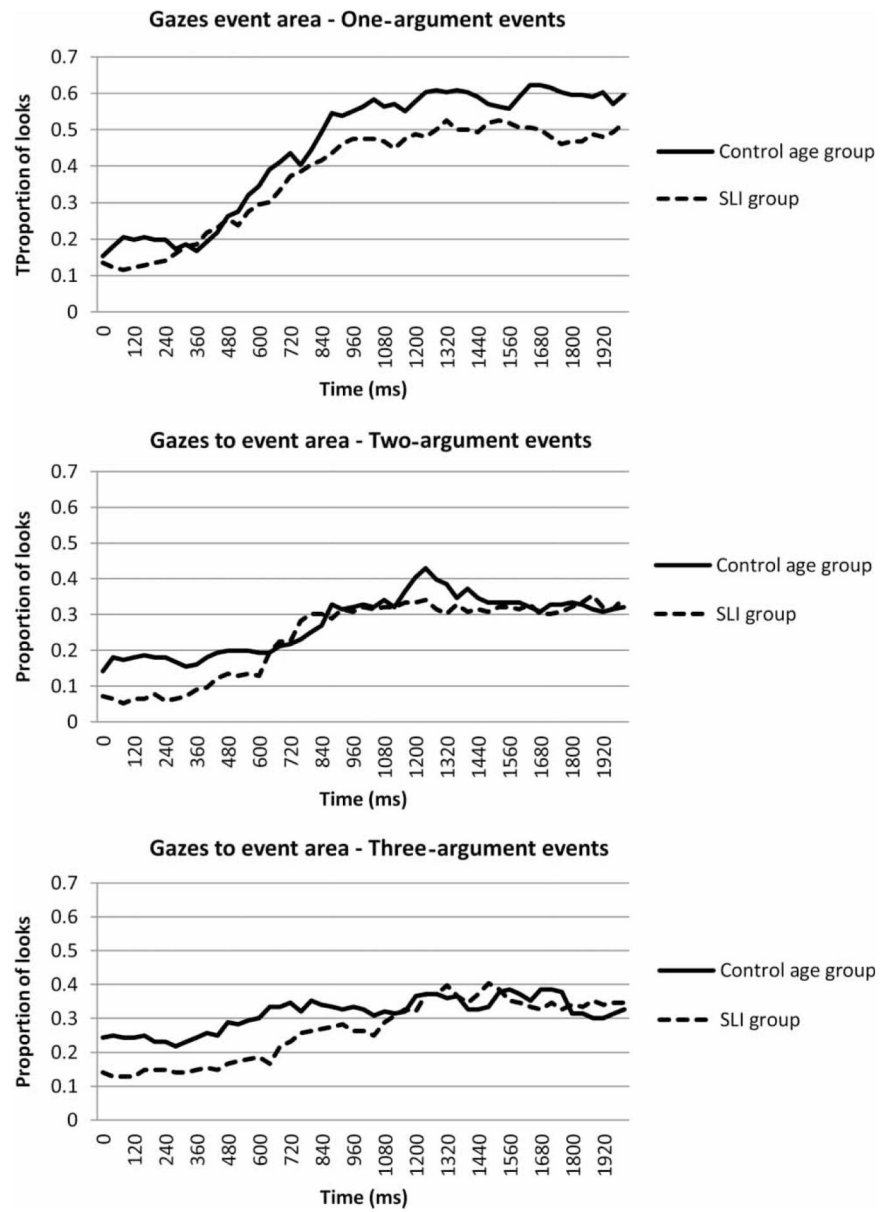 Gazes event area - One-argument events
TProportion of looks
0.7
0.6
0.5
0.4
0.3
0.2
0.1
0
0 120 240 360 480 600 720 840 960 1080 1200 1320 1440 1560 1680 1800 1920
Time (ms)
Control age group
SLI group
Gazes to event area - Two-argument events
Proportion of looks
0.7
0.6
0.5
0.4
0.3
0.2
0.1
0
0 120 240 360 480 600 720 840 960 1080 1200 1320 1440 1560 1680 1800 1920
Time (ms)
Control age group
SLI group
Gazes to event area - Three-argument events
Proportion of looks
0.7
0.6
0.5
0.4
0.3
0.2
0.1
0
0 120 240 360 480 600 720 840 960 1080 1200 1320 1440 1560 1680 1800 1920
Time (ms)
Control age group
SLI group